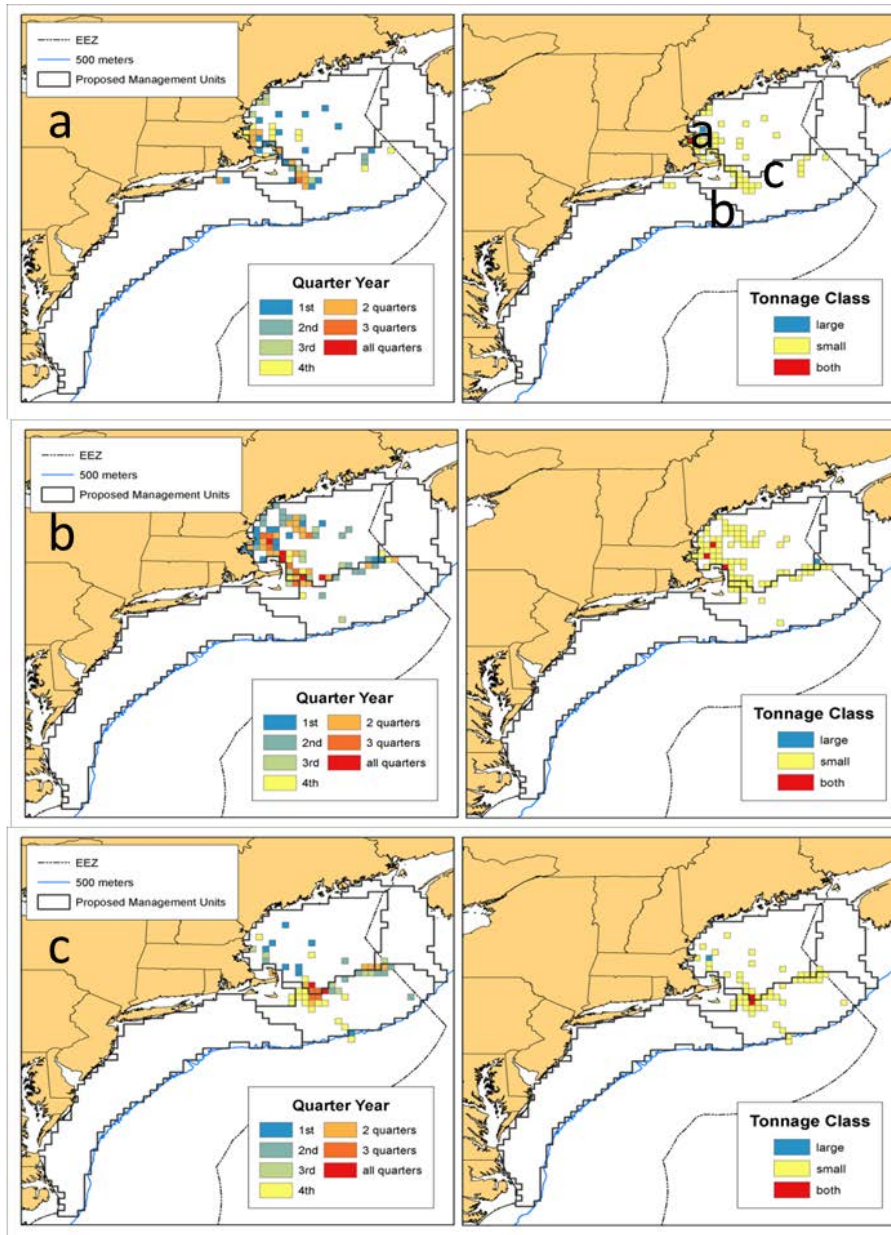 EEZ
500 meters
Proposed Management Units
a
Quarter Year
1st 2 quarters
2nd 3 quarters
3rd all quarters
4th
a
c
b
Tonnage Class
large
small
both
EEZ
500 meters
Proposed Management Units
b
Quarter Year
1st 2 quarters
2nd 3 quarters
3rd all quarters
4th
Tonnage Class
large
small
both
EEZ
500 meters
Proposed Management Units
c
Quarter Year
1st 2 quarters
2nd 3 quarters
3rd all quarters
4th
Tonnage Class
large
small
both